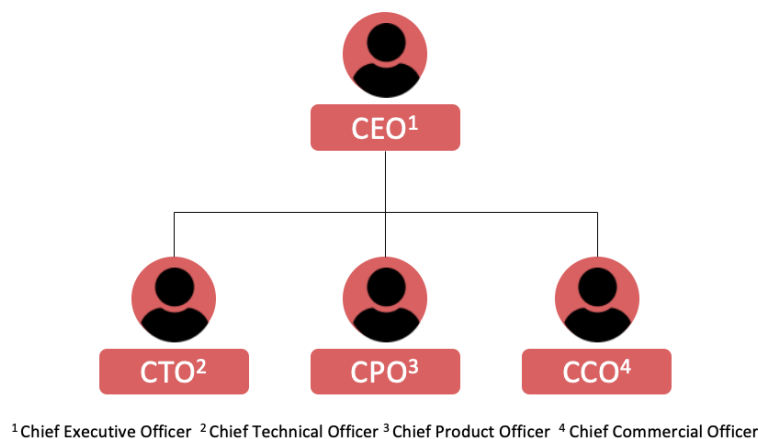 CEO¹
CTO² CPO³ CCO⁴
¹ Chief Executive Officer ² Chief Technical Officer ³ Chief Product Officer ⁴ Chief Commercial Officer